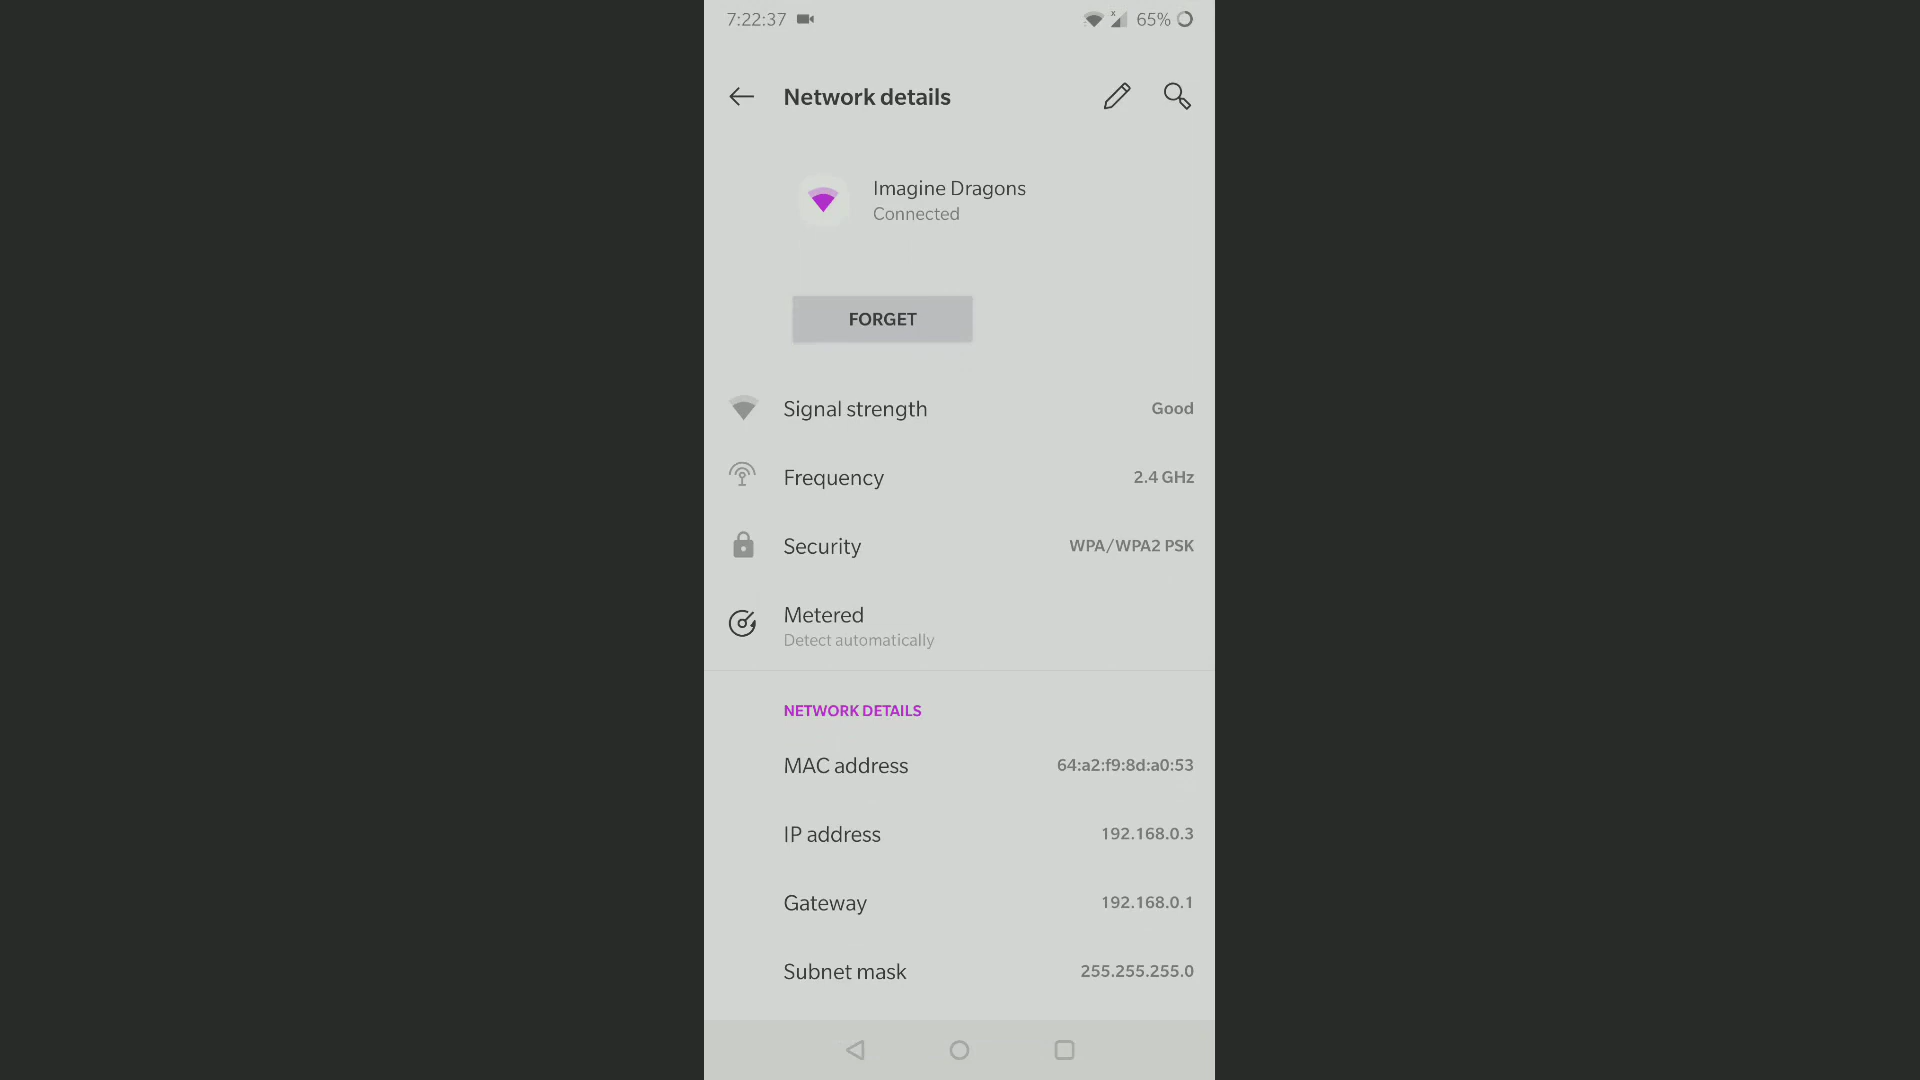 7:22:37 x 65%
Network details
Imagine Dragons
Connected
FORGET
Signal strength Good
Frequency 2.4 GHz
Security WPA/WPA2 PSK
Metered
Detect automatically
NETWORK DETAILS
MAC address 64:a2:f9:8d:a0:53
IP address 192.168.0.3
Gateway 192.168.0.1
Subnet mask 255.255.255.0